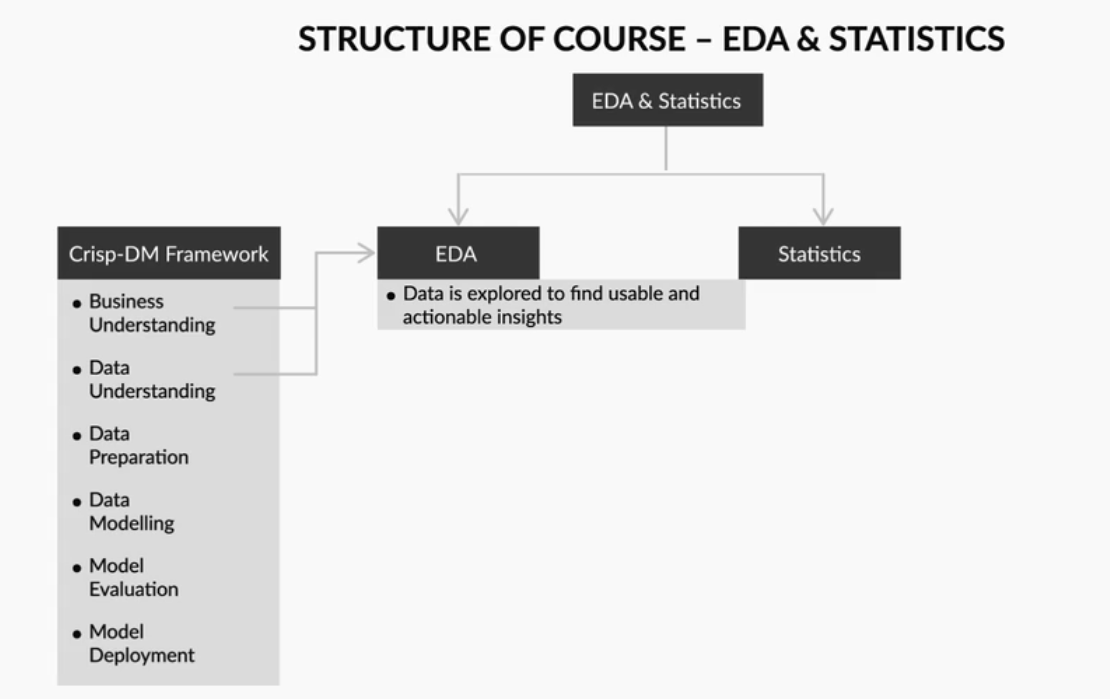 STRUCTURE OF COURSE – EDA & STATISTICS
EDA & Statistics
Crisp-DM Framework
● Business
Understanding
● Data
Understanding
● Data
Preparation
● Data
Modelling
● Model
Evaluation
● Model
Deployment
EDA
● Data is explored to find usable and
actionable insights
Statistics